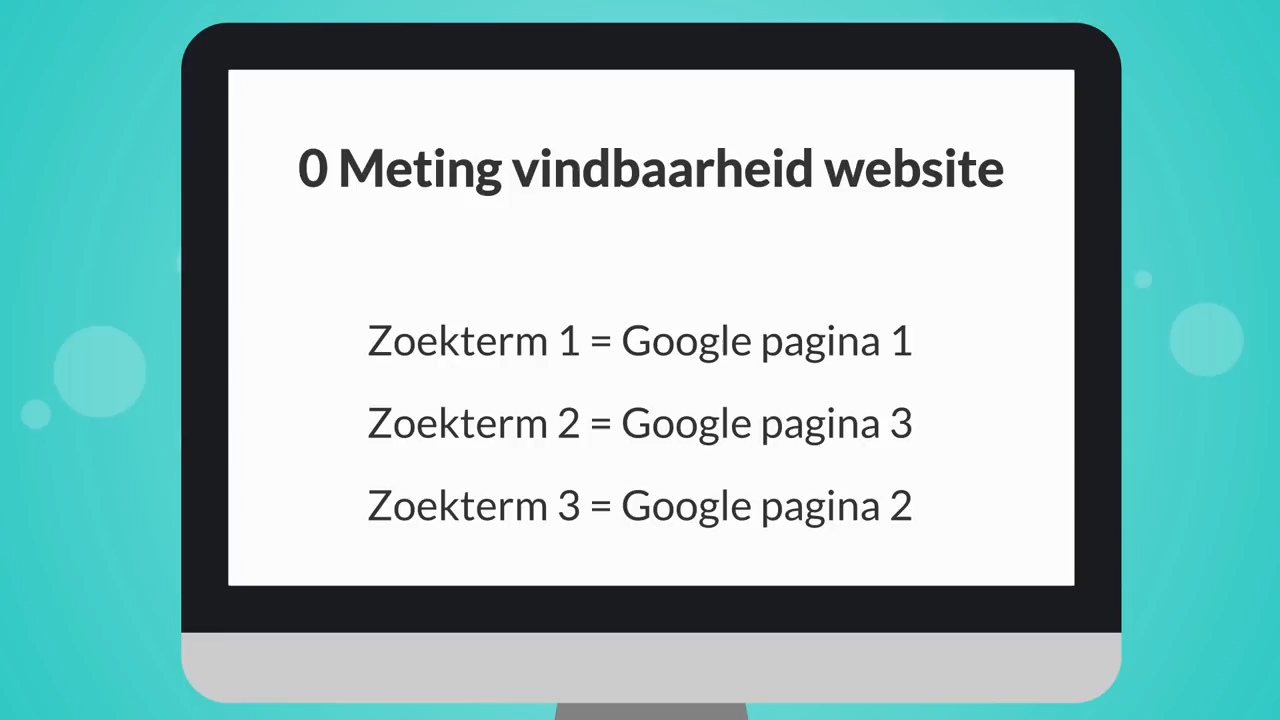 0 Meting vindbaarheid website
Zoekterm 1 = Google pagina 1
Zoekterm 2 = Google pagina 3
Zoekterm 3 = Google pagina 2